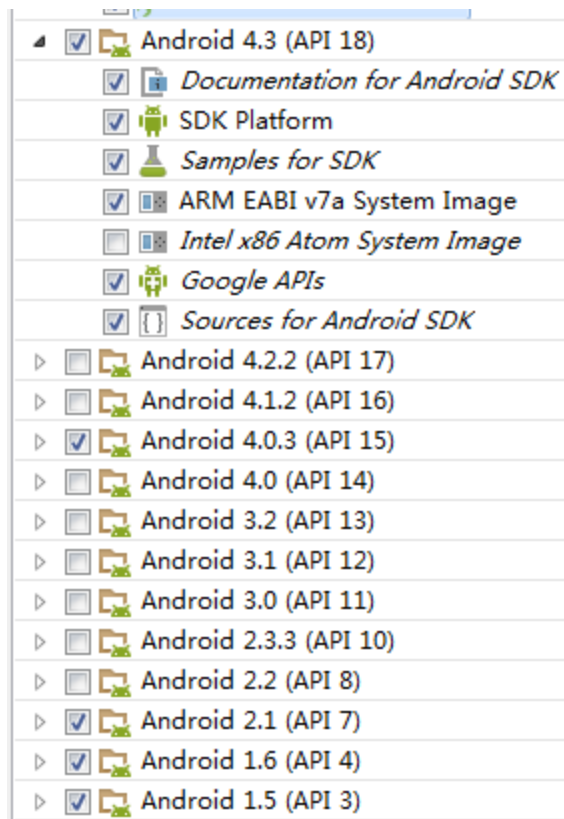 Android 4.3 (API 18)
Documentation for Android SDK
SDK Platform
Samples for SDK
ARM EABI v7a System Image
Intel x86 Atom System Image
Google APIs
Sources for Android SDK
Android 4.2.2 (API 17)
Android 4.1.2 (API 16)
Android 4.0.3 (API 15)
Android 4.0 (API 14)
Android 3.2 (API 13)
Android 3.1 (API 12)
Android 3.0 (API 11)
Android 2.3.3 (API 10)
Android 2.2 (API 8)
Android 2.1 (API 7)
Android 1.6 (API 4)
Android 1.5 (API 3)